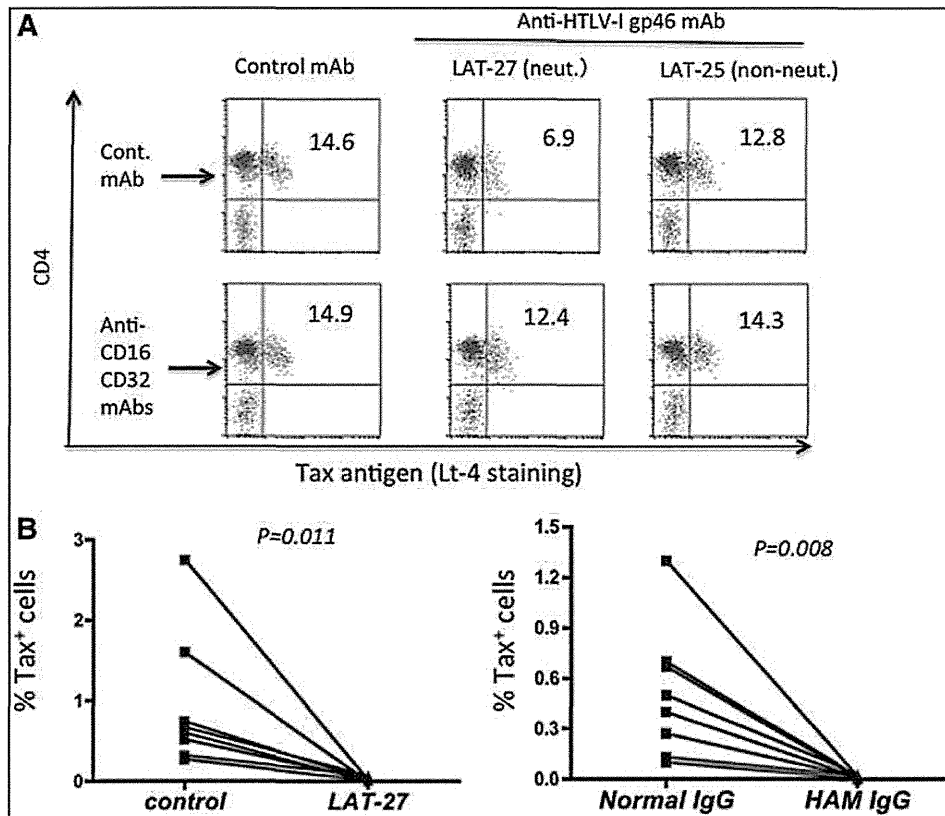 A
Anti-HTLV-I gp46 mAb
Control mAb
LAT-27 (neut.)
LAT-25 (non-neut.)
Cont.
mAb
14.6
6.9
12.8
CD4
Anti-
CD16
CD32
mAbs
14.9
12.4
14.3
Tax antigen (Lt-4 staining)
B
% Tax+ cells
3
2
1
0
P=0.011
control
LAT-27
% Tax+ cells
1.5
1.2
0.9
0.6
0.3
0.0
P=0.008
Normal IgG
HAM IgG